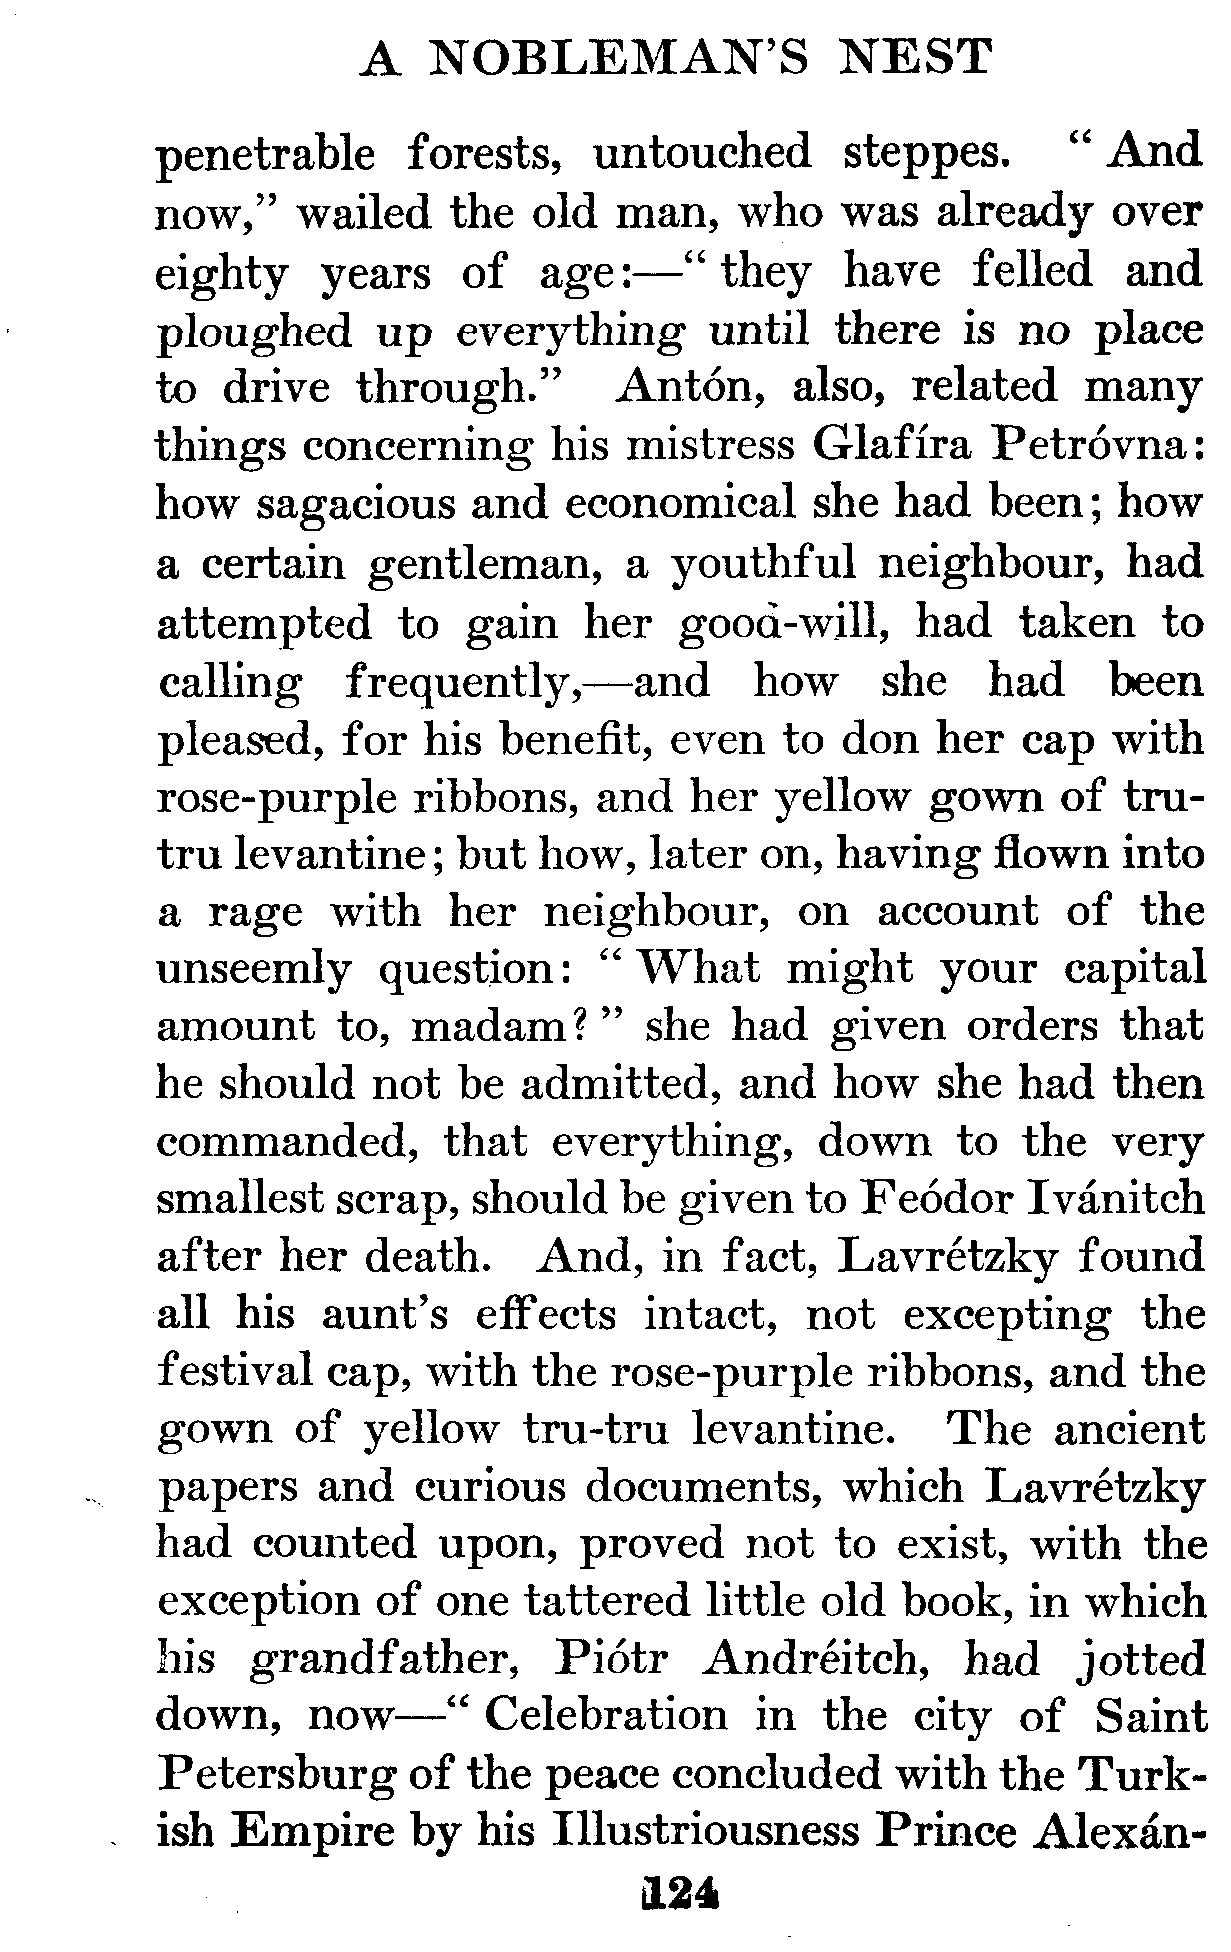 A NOBLEMAN'S NEST
penetrable forests, untouched steppes. “ And
now,” wailed the old man, who was already over
eighty years of age:—“ they have felled and
ploughed up everything until there is no place
to drive through.” Antón, also, related many
things concerning his mistress Glafíra Petróvna:
how sagacious and economical she had been; how
a certain gentleman, a youthful neighbour, had
attempted to gain her good-will, had taken to
calling frequently,—and how she had been
pleased, for his benefit, even to don her cap with
rose-purple ribbons, and her yellow gown of tru-
tru levantine; but how, later on, having flown into
a rage with her neighbour, on account of the
unseemly question: “ What might your capital
amount to, madam? ” she had given orders that
he should not be admitted, and how she had then
commanded, that everything, down to the very
smallest scrap, should be given to Feódor Ivánitch
after her death. And, in fact, Lavrétzky found
all his aunt's effects intact, not excepting the
festival cap, with the rose-purple ribbons, and the
gown of yellow tru-tru levantine. The ancient
papers and curious documents, which Lavrétzky
had counted upon, proved not to exist, with the
exception of one tattered little old book, in which
his grandfather, Piótr Andréitch, had jotted
down, now—“ Celebration in the city of Saint
Petersburg of the peace concluded with the Turk-
ish Empire by his Illustriousness Prince Alexán-
124